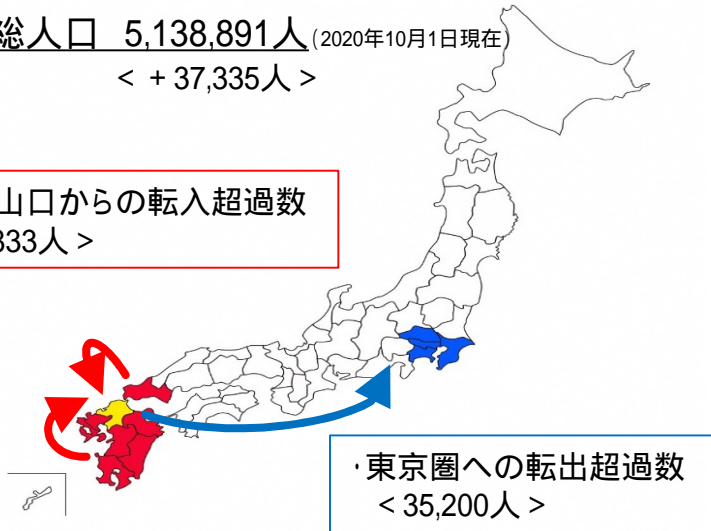 総人口 5,138,891人(2020年10月1日現在)
< + 37,335人 >
山口からの転入超過数
333人 >
・東京圏への転出超過数
< 35,200人 >